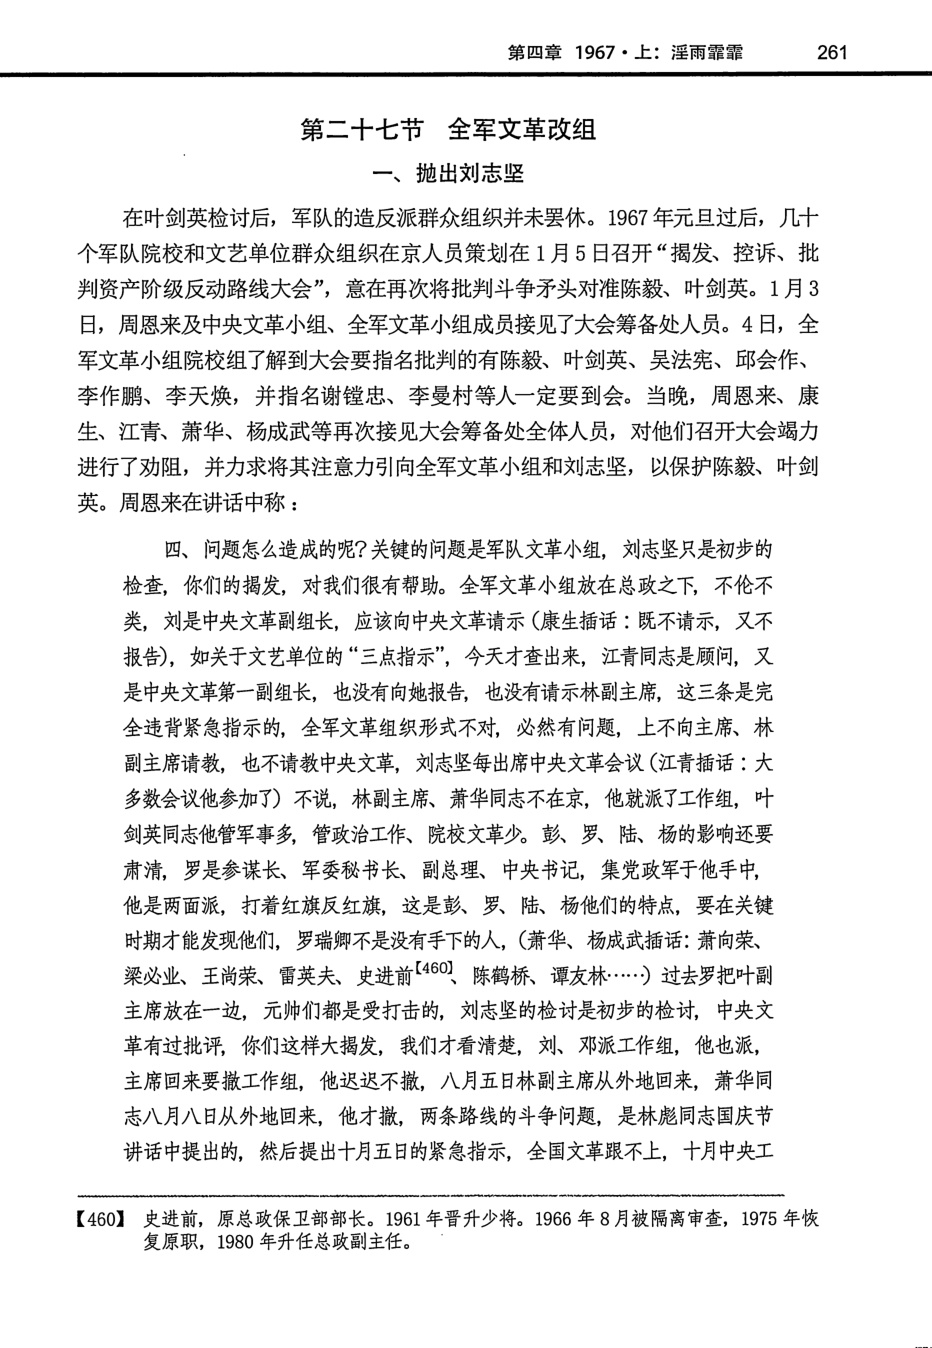 第四章 1967·上：淫雨霏霏 261
第二十七节 全军文革改组
一、抛出刘志坚
在叶剑英检讨后，军队的造反派群众组织并未罢休。1967年元旦过后，几十
个军队院校和文艺单位群众组织在京人员策划在1月5日召开“揭发、控诉、批
判资产阶级反动路线大会”，意在再次将批判斗争矛头对准陈毅、叶剑英。1月3
日，周恩来及中央文革小组、全军文革小组成员接见了大会筹备处人员。4日，全
军文革小组院校组了解到大会要指名批判的有陈毅、叶剑英、吴法宪、邱会作、
李作鹏、李天焕，并指名谢镗忠、李曼村等人一定要到会。当晚，周恩来、康
生、江青、萧华、杨成武等再次接见大会筹备处全体人员，对他们召开大会竭力
进行了劝阻，并力求将其注意力引向全军文革小组和刘志坚，以保护陈毅、叶剑
英。周恩来在讲话中称：
四、问题怎么造成的呢？关键的问题是军队文革小组，刘志坚只是初步的
检查，你们的揭发，对我们很有帮助。全军文革小组放在总政之下，不伦不
类，刘是中央文革副组长，应该向中央文革请示（康生插话：既不请示，又不
报告），如关于文艺单位的“三点指示”，今天才查出来，江青同志是顾问，又
是中央文革第一副组长，也没有向她报告，也没有请示林副主席，这三条是完
全违背紧急指示的，全军文革组织形式不对，必然有问题，上不向主席、林
副主席请教，也不请教中央文革，刘志坚每出席中央文革会议（江青插话：大
多数会议他参加了）不说，林副主席、萧华同志不在京，他就派了工作组，叶
剑英同志他管军事多，管政治工作、院校文革少。彭、罗、陆、杨的影响还要
肃清，罗是参谋长、军委秘书长、副总理、中央书记，集党政军于他手中，
他是两面派，打着红旗反红旗，这是彭、罗、陆、杨他们的特点，要在关键
时期才能发现他们，罗瑞卿不是没有手下的人，（萧华、杨成武插话：萧向荣、
梁必业、王尚荣、雷英夫、史进前【460】、陈鹤桥、谭友林……）过去罗把叶副
主席放在一边，元帅们都是受打击的，刘志坚的检讨是初步的检讨，中央文
革有过批评，你们这样大揭发，我们才看清楚，刘、邓派工作组，他也派，
主席回来要撤工作组，他迟迟不撤，八月五日林副主席从外地回来，萧华同
志八月八日从外地回来，他才撤，两条路线的斗争问题，是林彪同志国庆节
讲话中提出的，然后提出十月五日的紧急指示，全国文革跟不上，十月中央工
【460】 史进前，原总政保卫部部长。1961年晋升少将。1966年8月被隔离审查，1975年恢
复原职，1980年升任总政副主任。